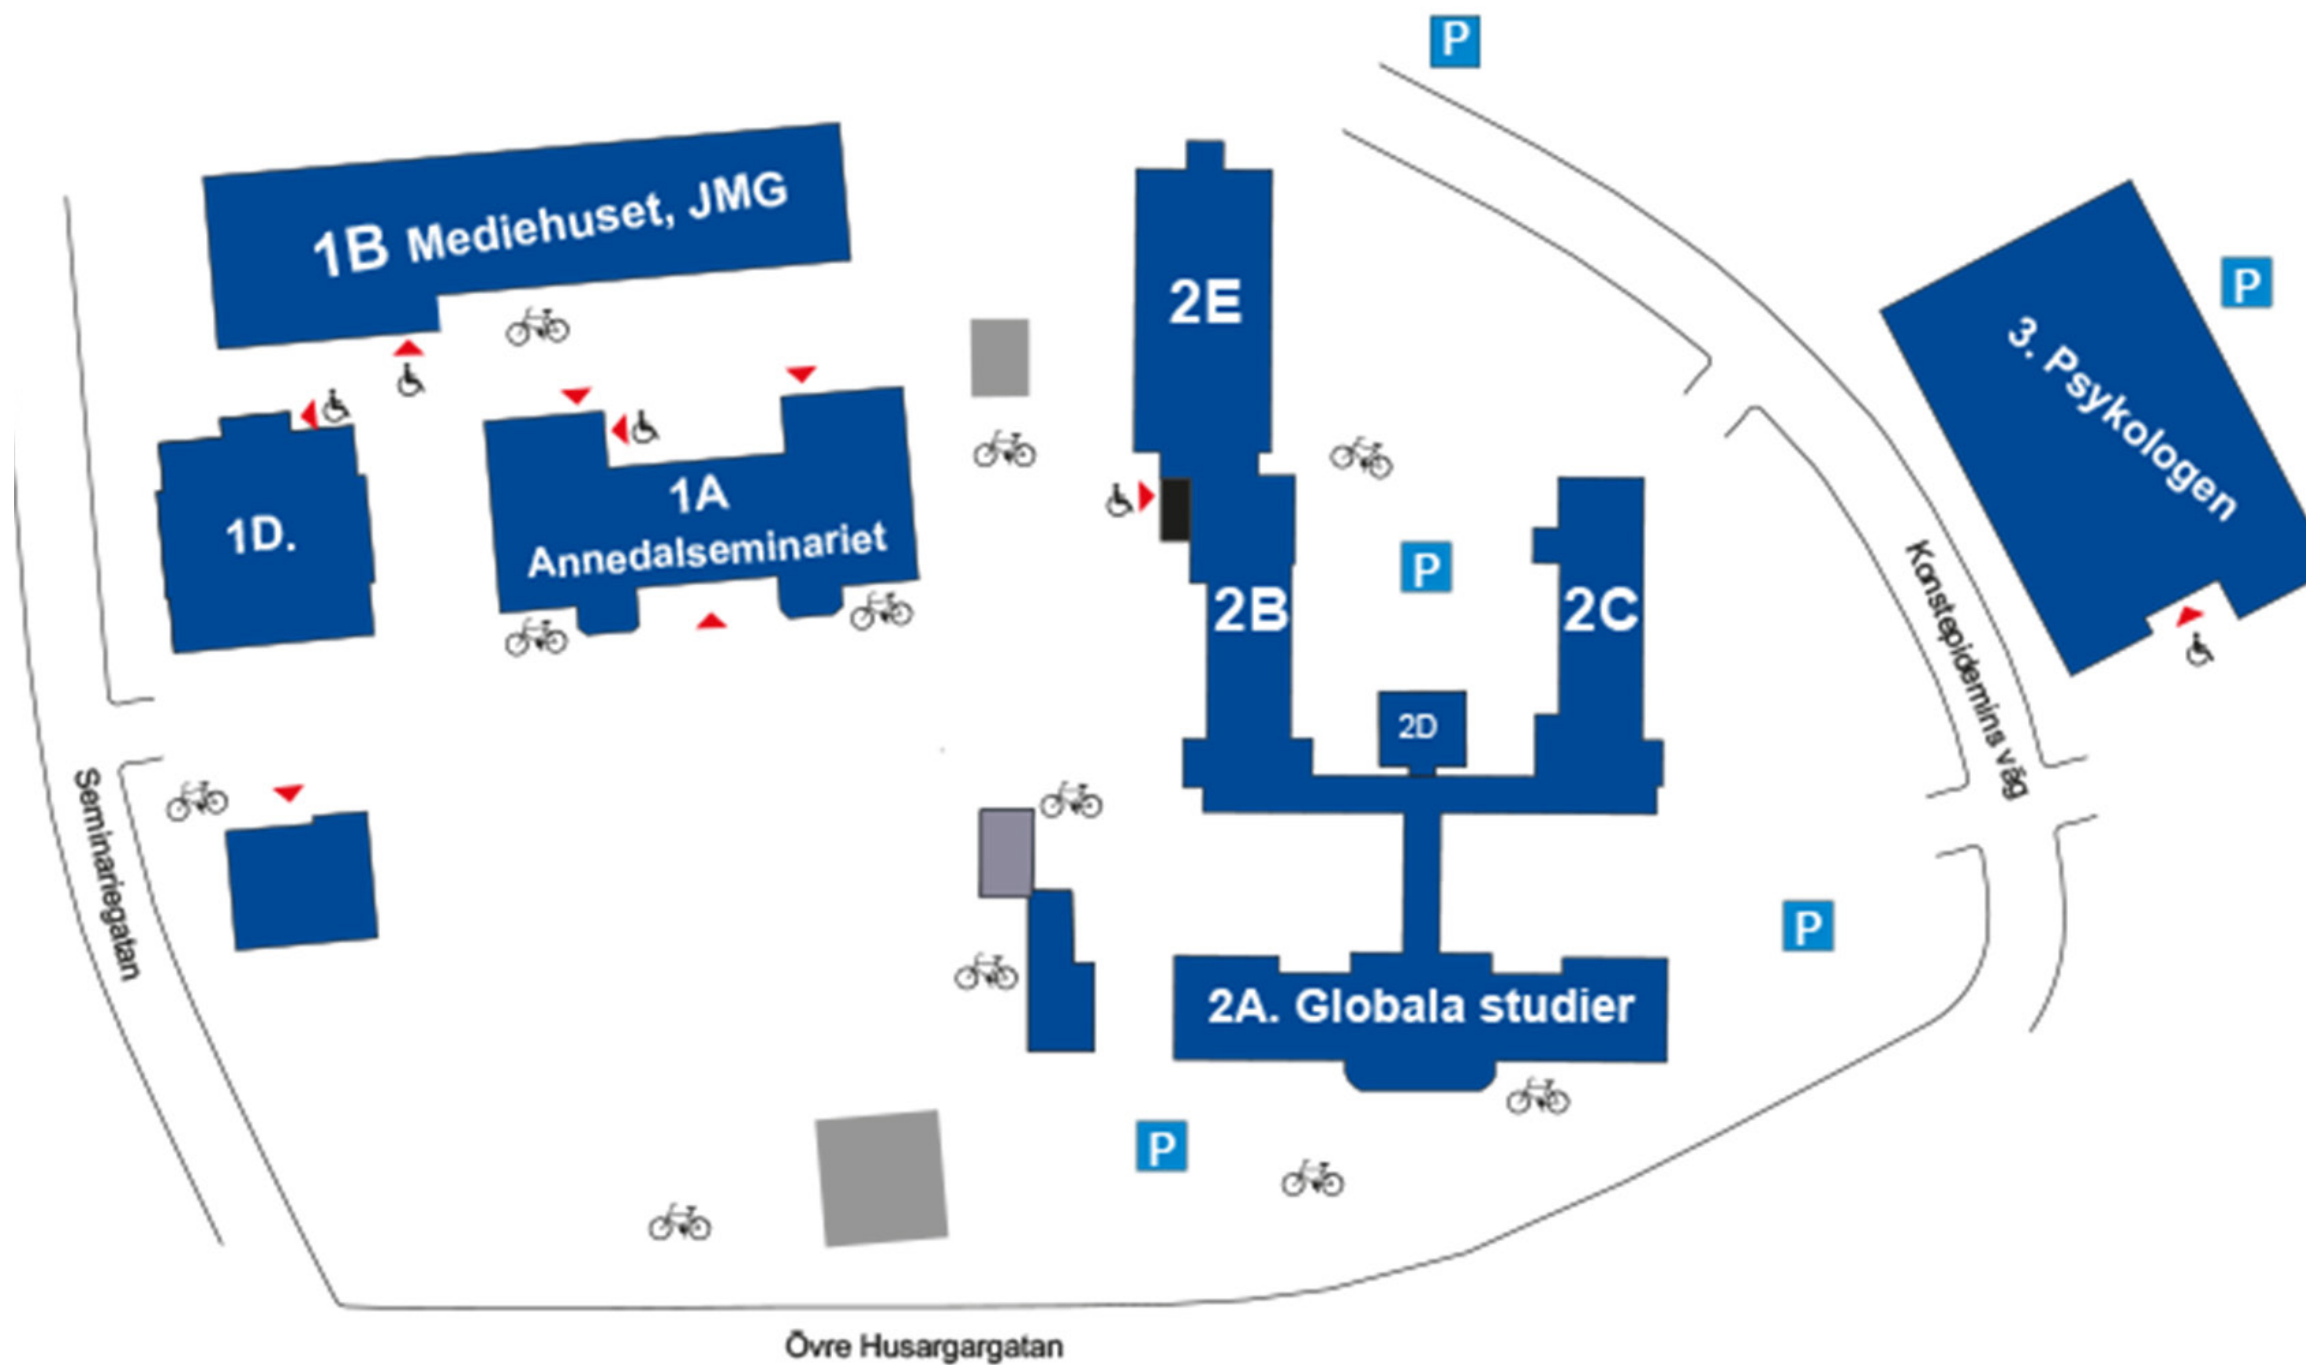 P
1B Mediehuset, JMG
2E
P
3. Psykologen
1A
Annedalseminariet
1D.
P
2B
2C
Konstepidemins väg
2D
Seminariegatan
P
2A. Globala studier
P
Övre Husargargatan